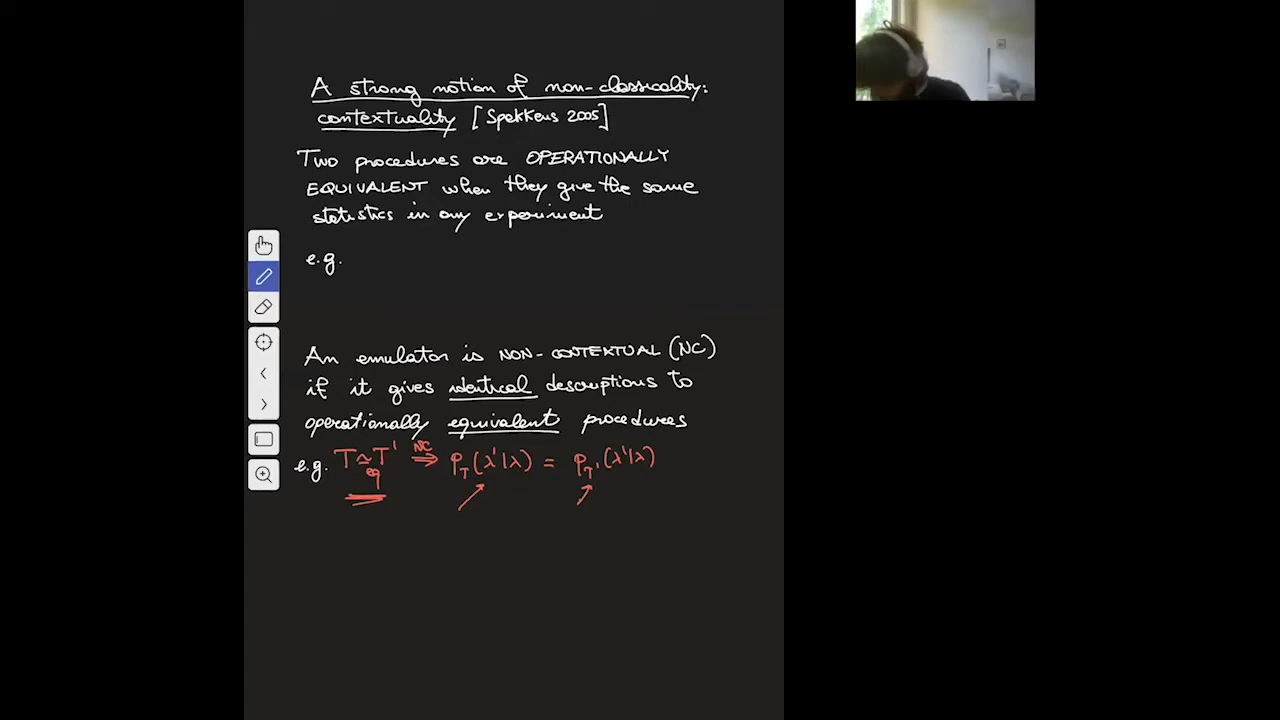 A strong notion of non-classicality:
contextuality [Spekkens 2005]
Two procedures are OPERATIONALLY
EQUIVALENT when they give the same
statistics in any experiment
e.g.
An emulator is NON-CONTEXTUAL (NC)
if it gives identical descriptions to
operationally equivalent procedures
e.g. T ≃eq T' ⇒NC p_T(λ'|λ) = p_T'(λ'|λ)